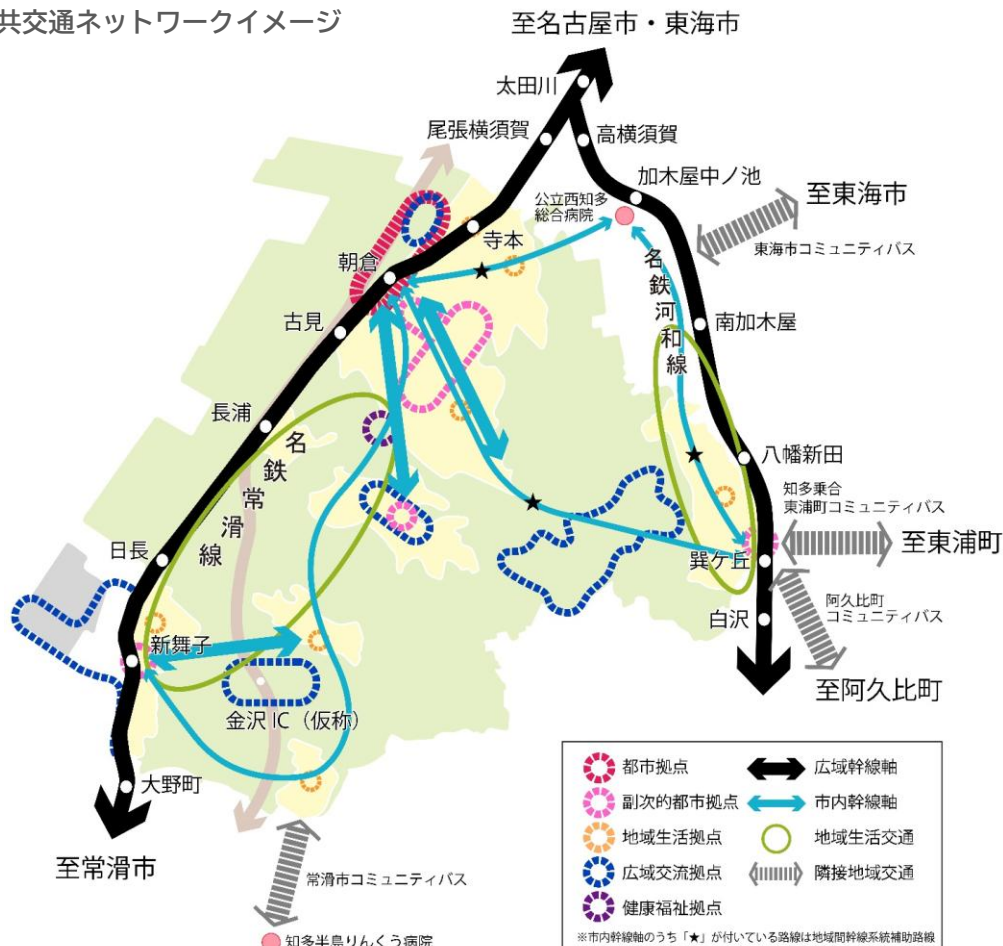 共交通ネットワークイメージ
至名古屋市・東海市
太田川
尾張横須賀
高横須賀
加木屋中ノ池
公立西知多
総合病院
至東海市
東海市コミュニティバス
寺本
朝倉
★
名鉄河和線
古見
南加木屋
長浦
名鉄常滑線
八幡新田
★
知多乗合
東浦町コミュニティバス
★
至東浦町
日長
巽ケ丘
阿久比町
コミュニティバス
白沢
新舞子
至阿久比町
金沢IC（仮称）
大野町
至常滑市
常滑市コミュニティバス
知多半島りんくう病院
都市拠点
広域幹線軸
副次的都市拠点
市内幹線軸
地域生活拠点
地域生活交通
広域交流拠点
隣接地域交通
健康福祉拠点
※市内幹線軸のうち「★」が付いている路線は地域間幹線系統補助路線